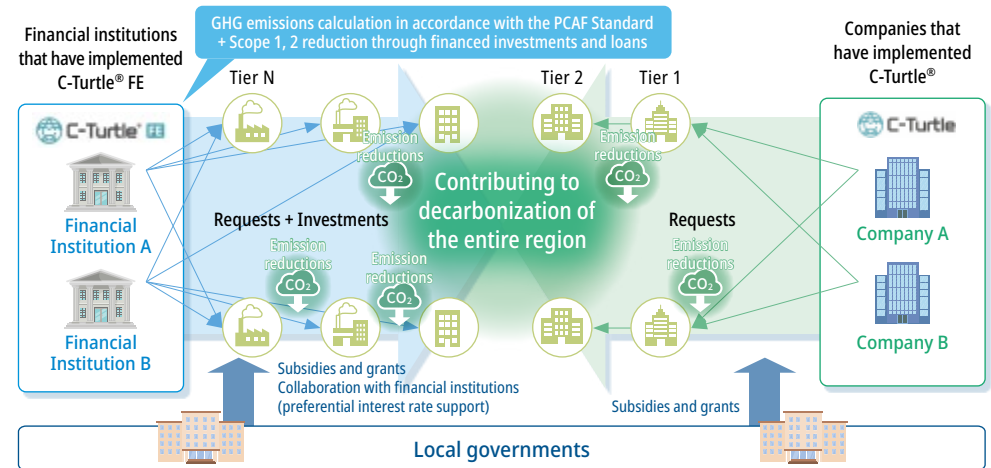 GHG emissions calculation in accordance with the PCAF Standard
+ Scope 1, 2 reduction through financed investments and loans
Financial institutions
that have implemented
C-Turtle® FE
Companies that
have implemented
C-Turtle®
Tier N
Tier 2
Tier 1
C-Turtle FE
C-Turtle
Emission
reductions
CO₂
Emission
reductions
CO₂
Contributing to
decarbonization of
the entire region
Financial
Institution A
Requests + Investments
Requests
Company A
Emission
reductions
CO₂
Emission
reductions
CO₂
Emission
reductions
CO₂
Financial
Institution B
Company B
Subsidies and grants
Collaboration with financial institutions
(preferential interest rate support)
Subsidies and grants
Local governments